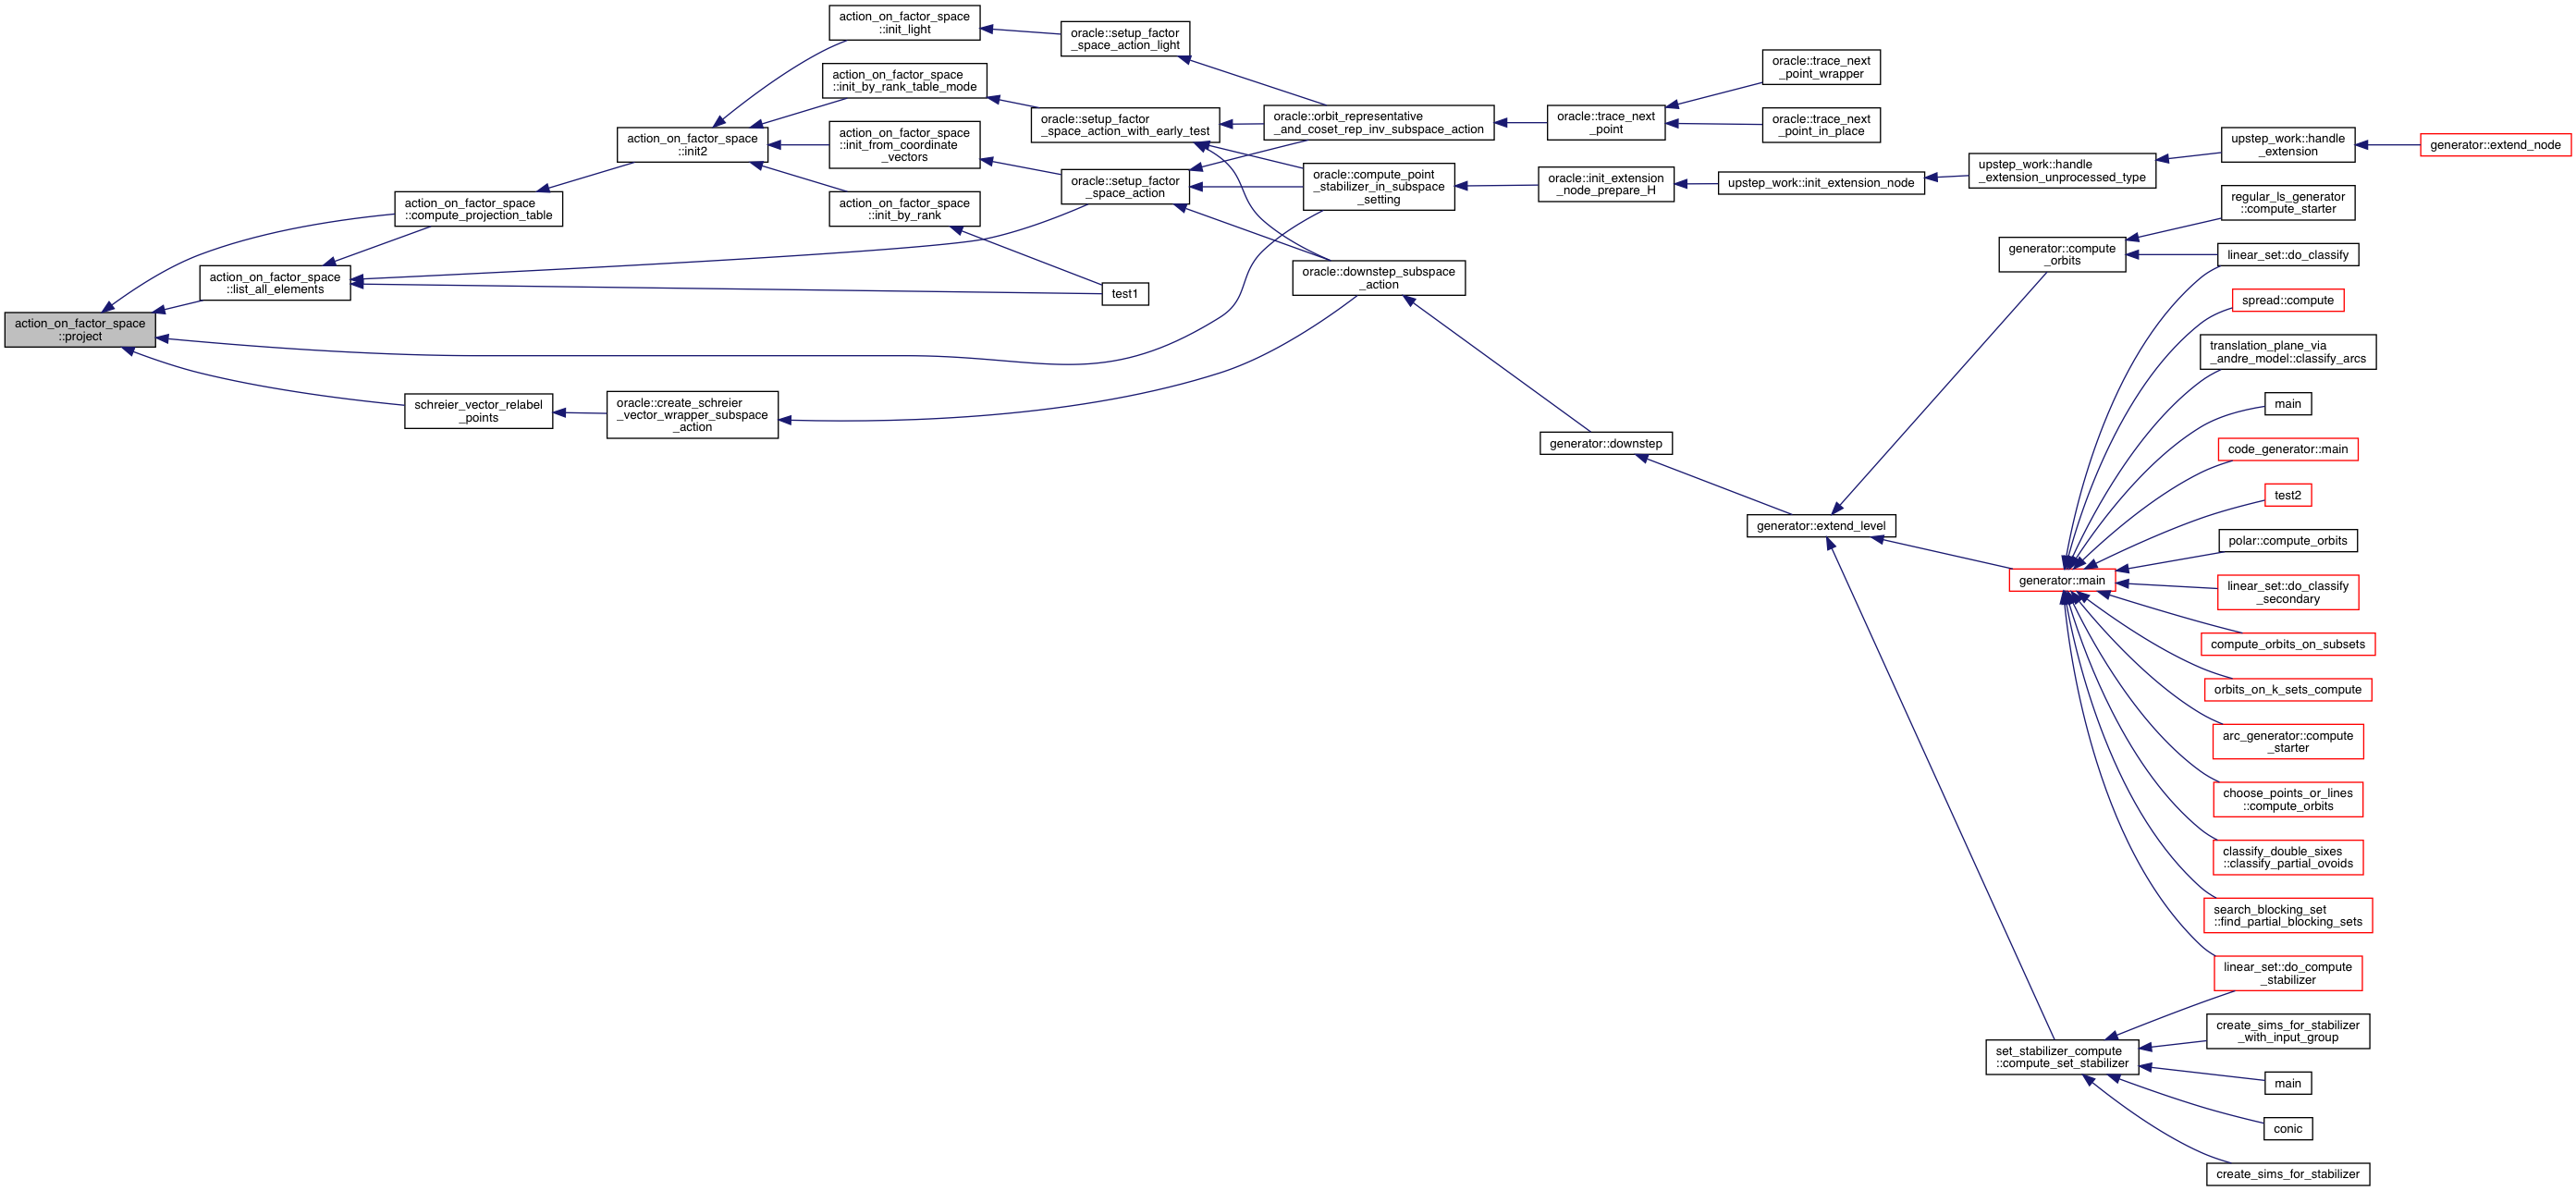 action_on_factor_space
::project
action_on_factor_space
::compute_projection_table
action_on_factor_space
::list_all_elements
schreier_vector_relabel
_points
action_on_factor_space
::init2
oracle::create_schreier
_vector_wrapper_subspace
_action
action_on_factor_space
::init_light
action_on_factor_space
::init_by_rank_table_mode
action_on_factor_space
::init_from_coordinate
_vectors
action_on_factor_space
::init_by_rank
oracle::setup_factor
_space_action_light
oracle::setup_factor
_space_action_with_early_test
oracle::setup_factor
_space_action
test1
oracle::orbit_representative
_and_coset_rep_inv_subspace_action
oracle::compute_point
_stabilizer_in_subspace
_setting
oracle::downstep_subspace
_action
oracle::trace_next
_point
oracle::init_extension
_node_prepare_H
generator::downstep
oracle::trace_next
_point_wrapper
oracle::trace_next
_point_in_place
upstep_work::init_extension_node
generator::extend_level
upstep_work::handle
_extension_unprocessed_type
generator::compute
_orbits
generator::main
set_stabilizer_compute
::compute_set_stabilizer
upstep_work::handle
_extension
generator::extend_node
regular_ls_generator
::compute_starter
linear_set::do_classify
spread::compute
translation_plane_via
_andre_model::classify_arcs
main
code_generator::main
test2
polar::compute_orbits
linear_set::do_classify
_secondary
compute_orbits_on_subsets
orbits_on_k_sets_compute
arc_generator::compute
_starter
choose_points_or_lines
::compute_orbits
classify_double_sixes
::classify_partial_ovoids
search_blocking_set
::find_partial_blocking_sets
linear_set::do_compute
_stabilizer
create_sims_for_stabilizer
_with_input_group
main
conic
create_sims_for_stabilizer